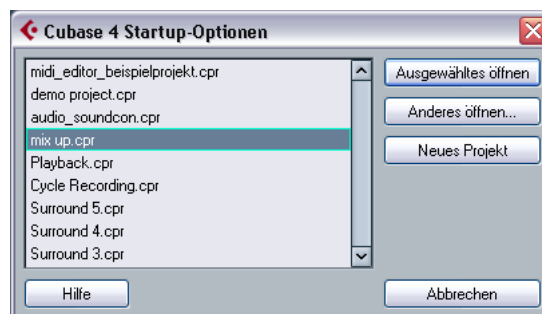 Cubase 4 Startup-Optionen
midi_editor_beispielprojekt.cpr
demo project.cpr
audio_soundcon.cpr
mix up.cpr
Playback.cpr
Cycle Recording.cpr
Surround 5.cpr
Surround 4.cpr
Surround 3.cpr
Ausgewähltes öffnen
Anderes öffnen...
Neues Projekt
Hilfe
Abbrechen